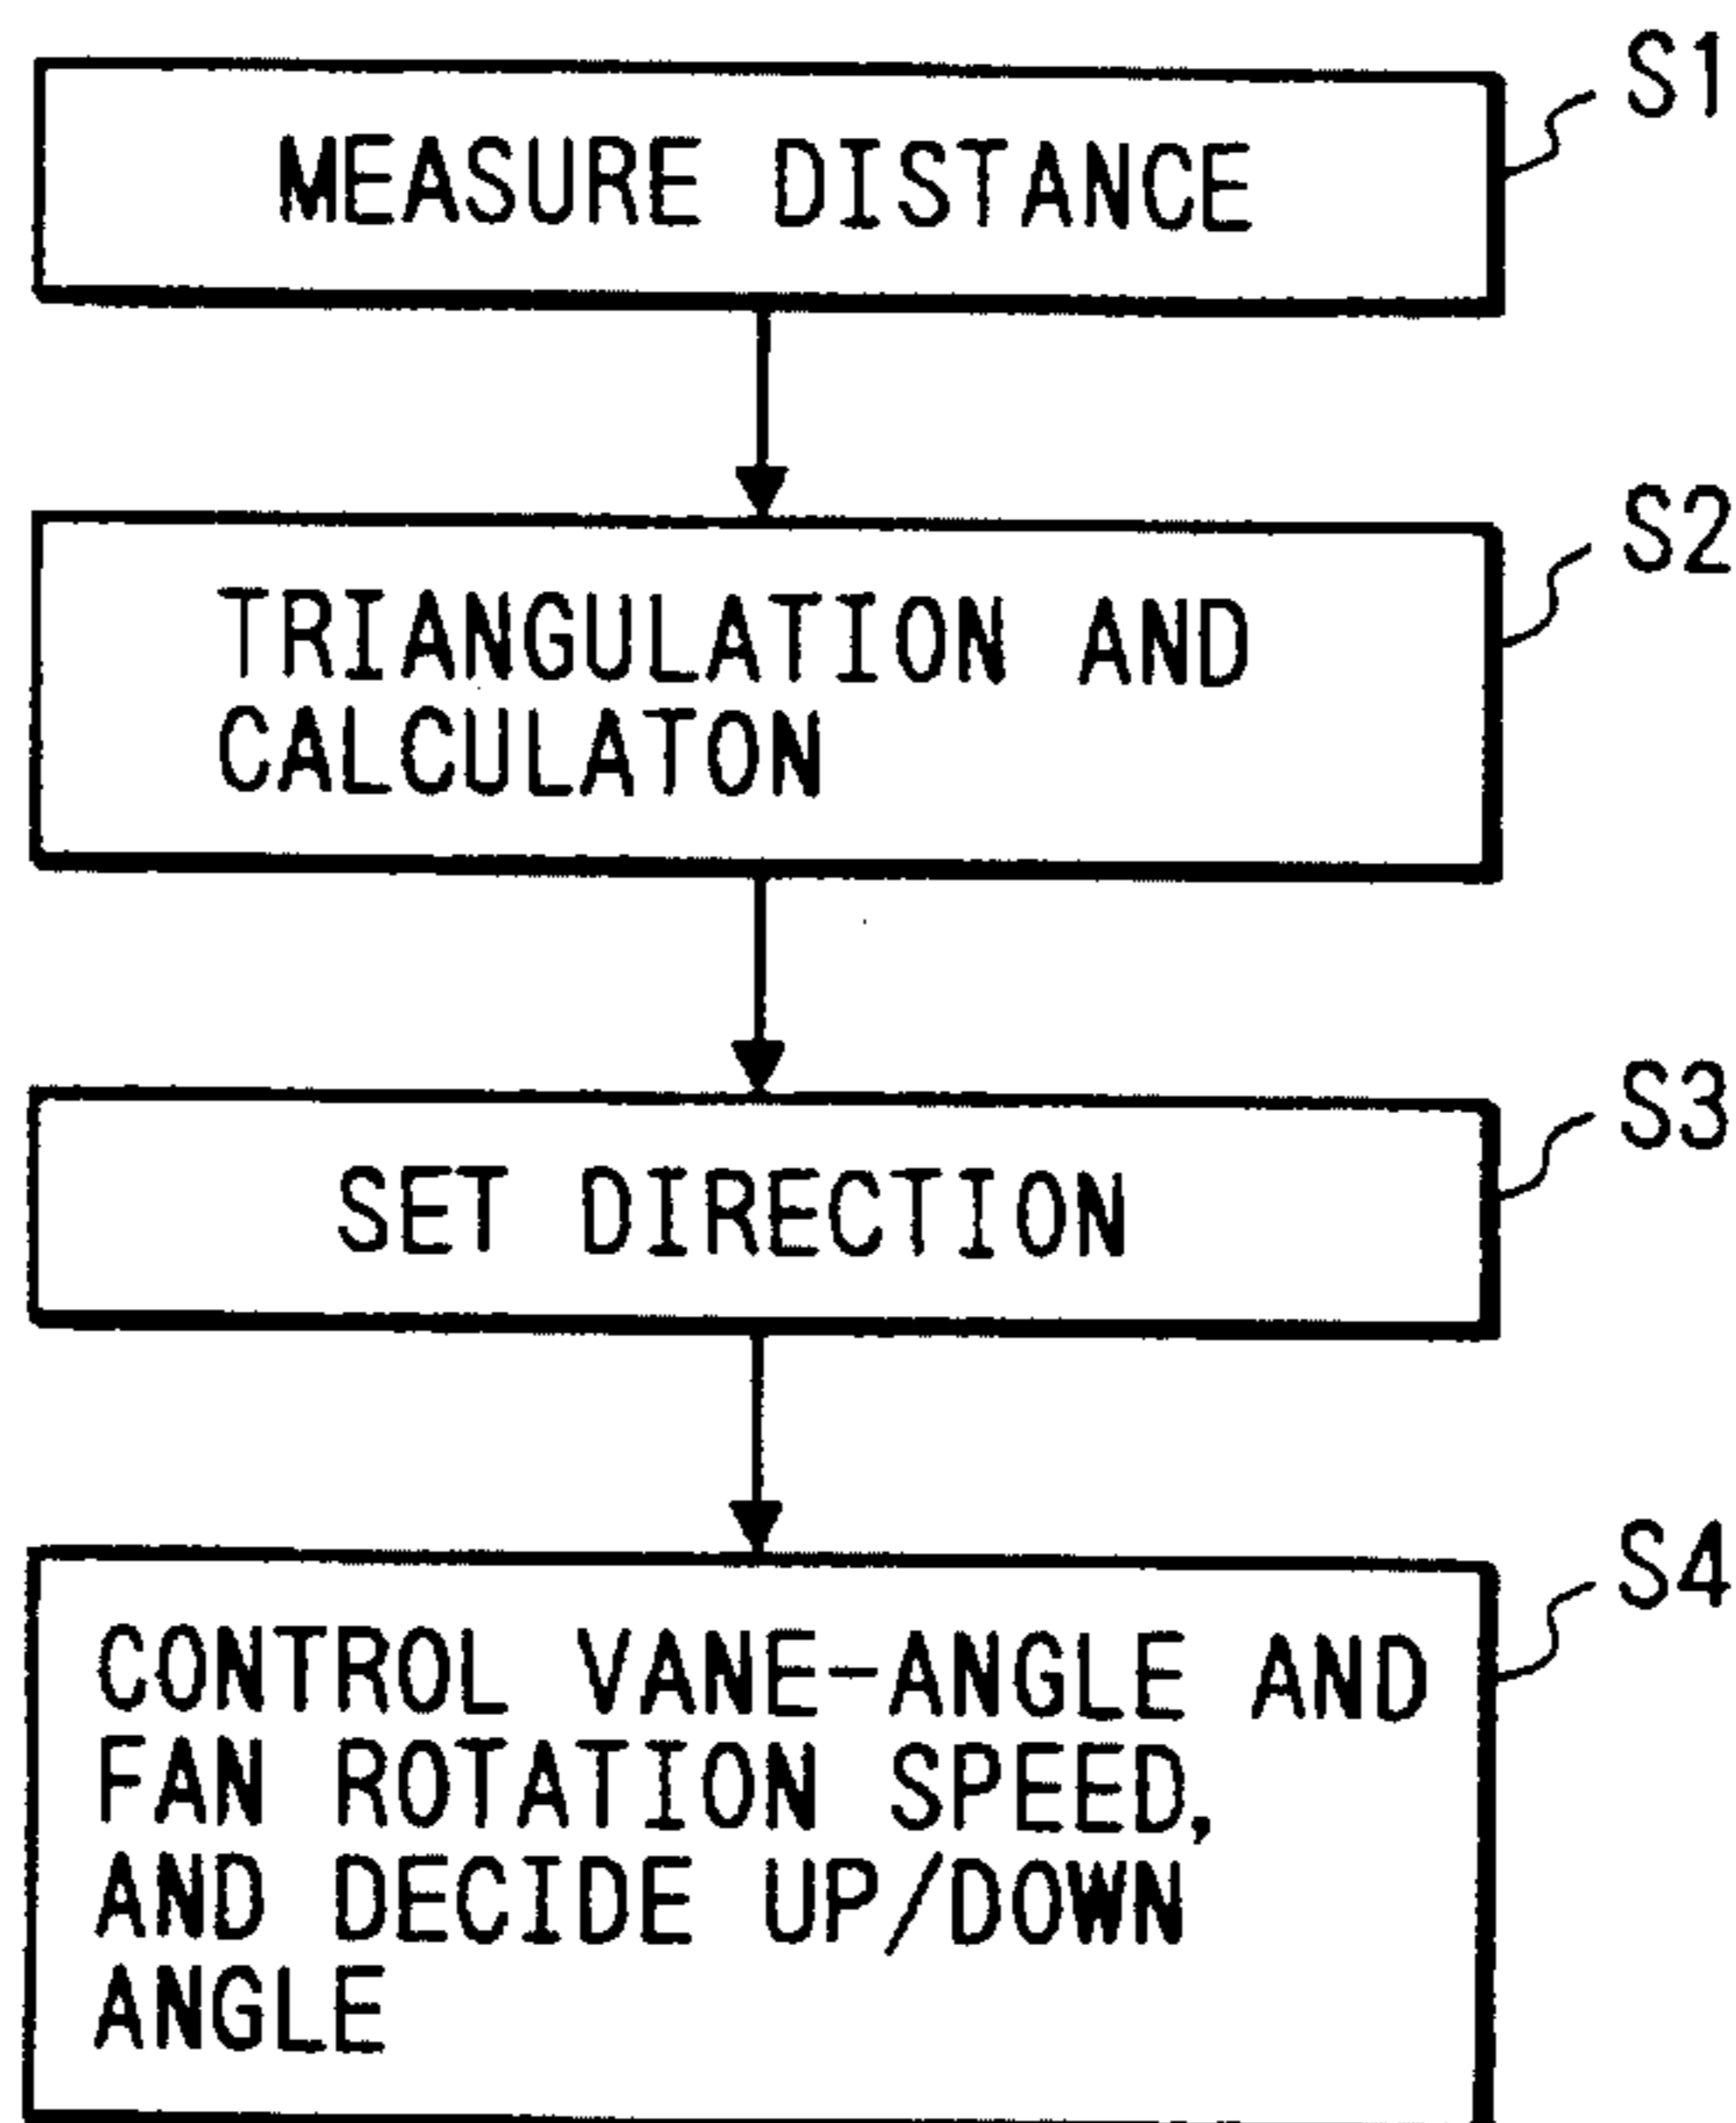 S1
MEASURE DISTANCE
S2
TRIANGULATION AND
CALCULATON
S3
SET DIRECTION
S4
CONTROL VANE-ANGLE AND
FAN ROTATION SPEED,
AND DECIDE UP/DOWN
ANGLE